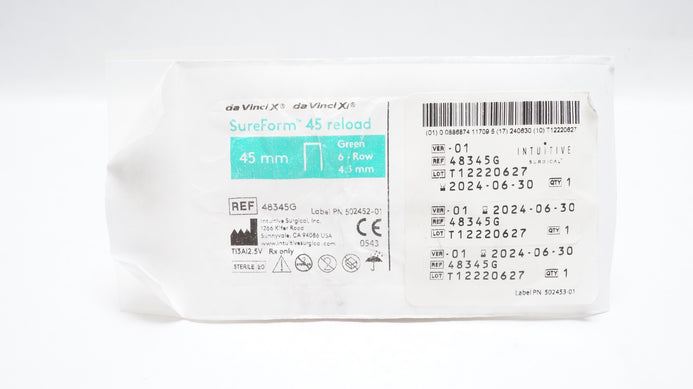 da Vinci X® da Vinci Xi®
SureForm™ 45 reload
45 mm
Green
6 - Row
4.3 mm
REF 48345G
Label PN 502452-01
Intuitive Surgical, Inc.
1266 Kifer Road
Sunnyvale, CA 94086 USA
www.intuitivesurgical.com
CE
0543
Ti3Al2.5V Rx only
STERILE
(01) 0 0886874 11709 5 (17) 240630 (10) T12220627
VER -01
REF 48345G
LOT T12220627
2024-06-30 QTY 1
INTUITIVE
SURGICAL®
VER -01 2024-06-30
REF 48345G
LOT T12220627 QTY 1
VER -01 2024-06-30
REF 48345G
LOT T12220627 QTY 1
Label PN 502453-01